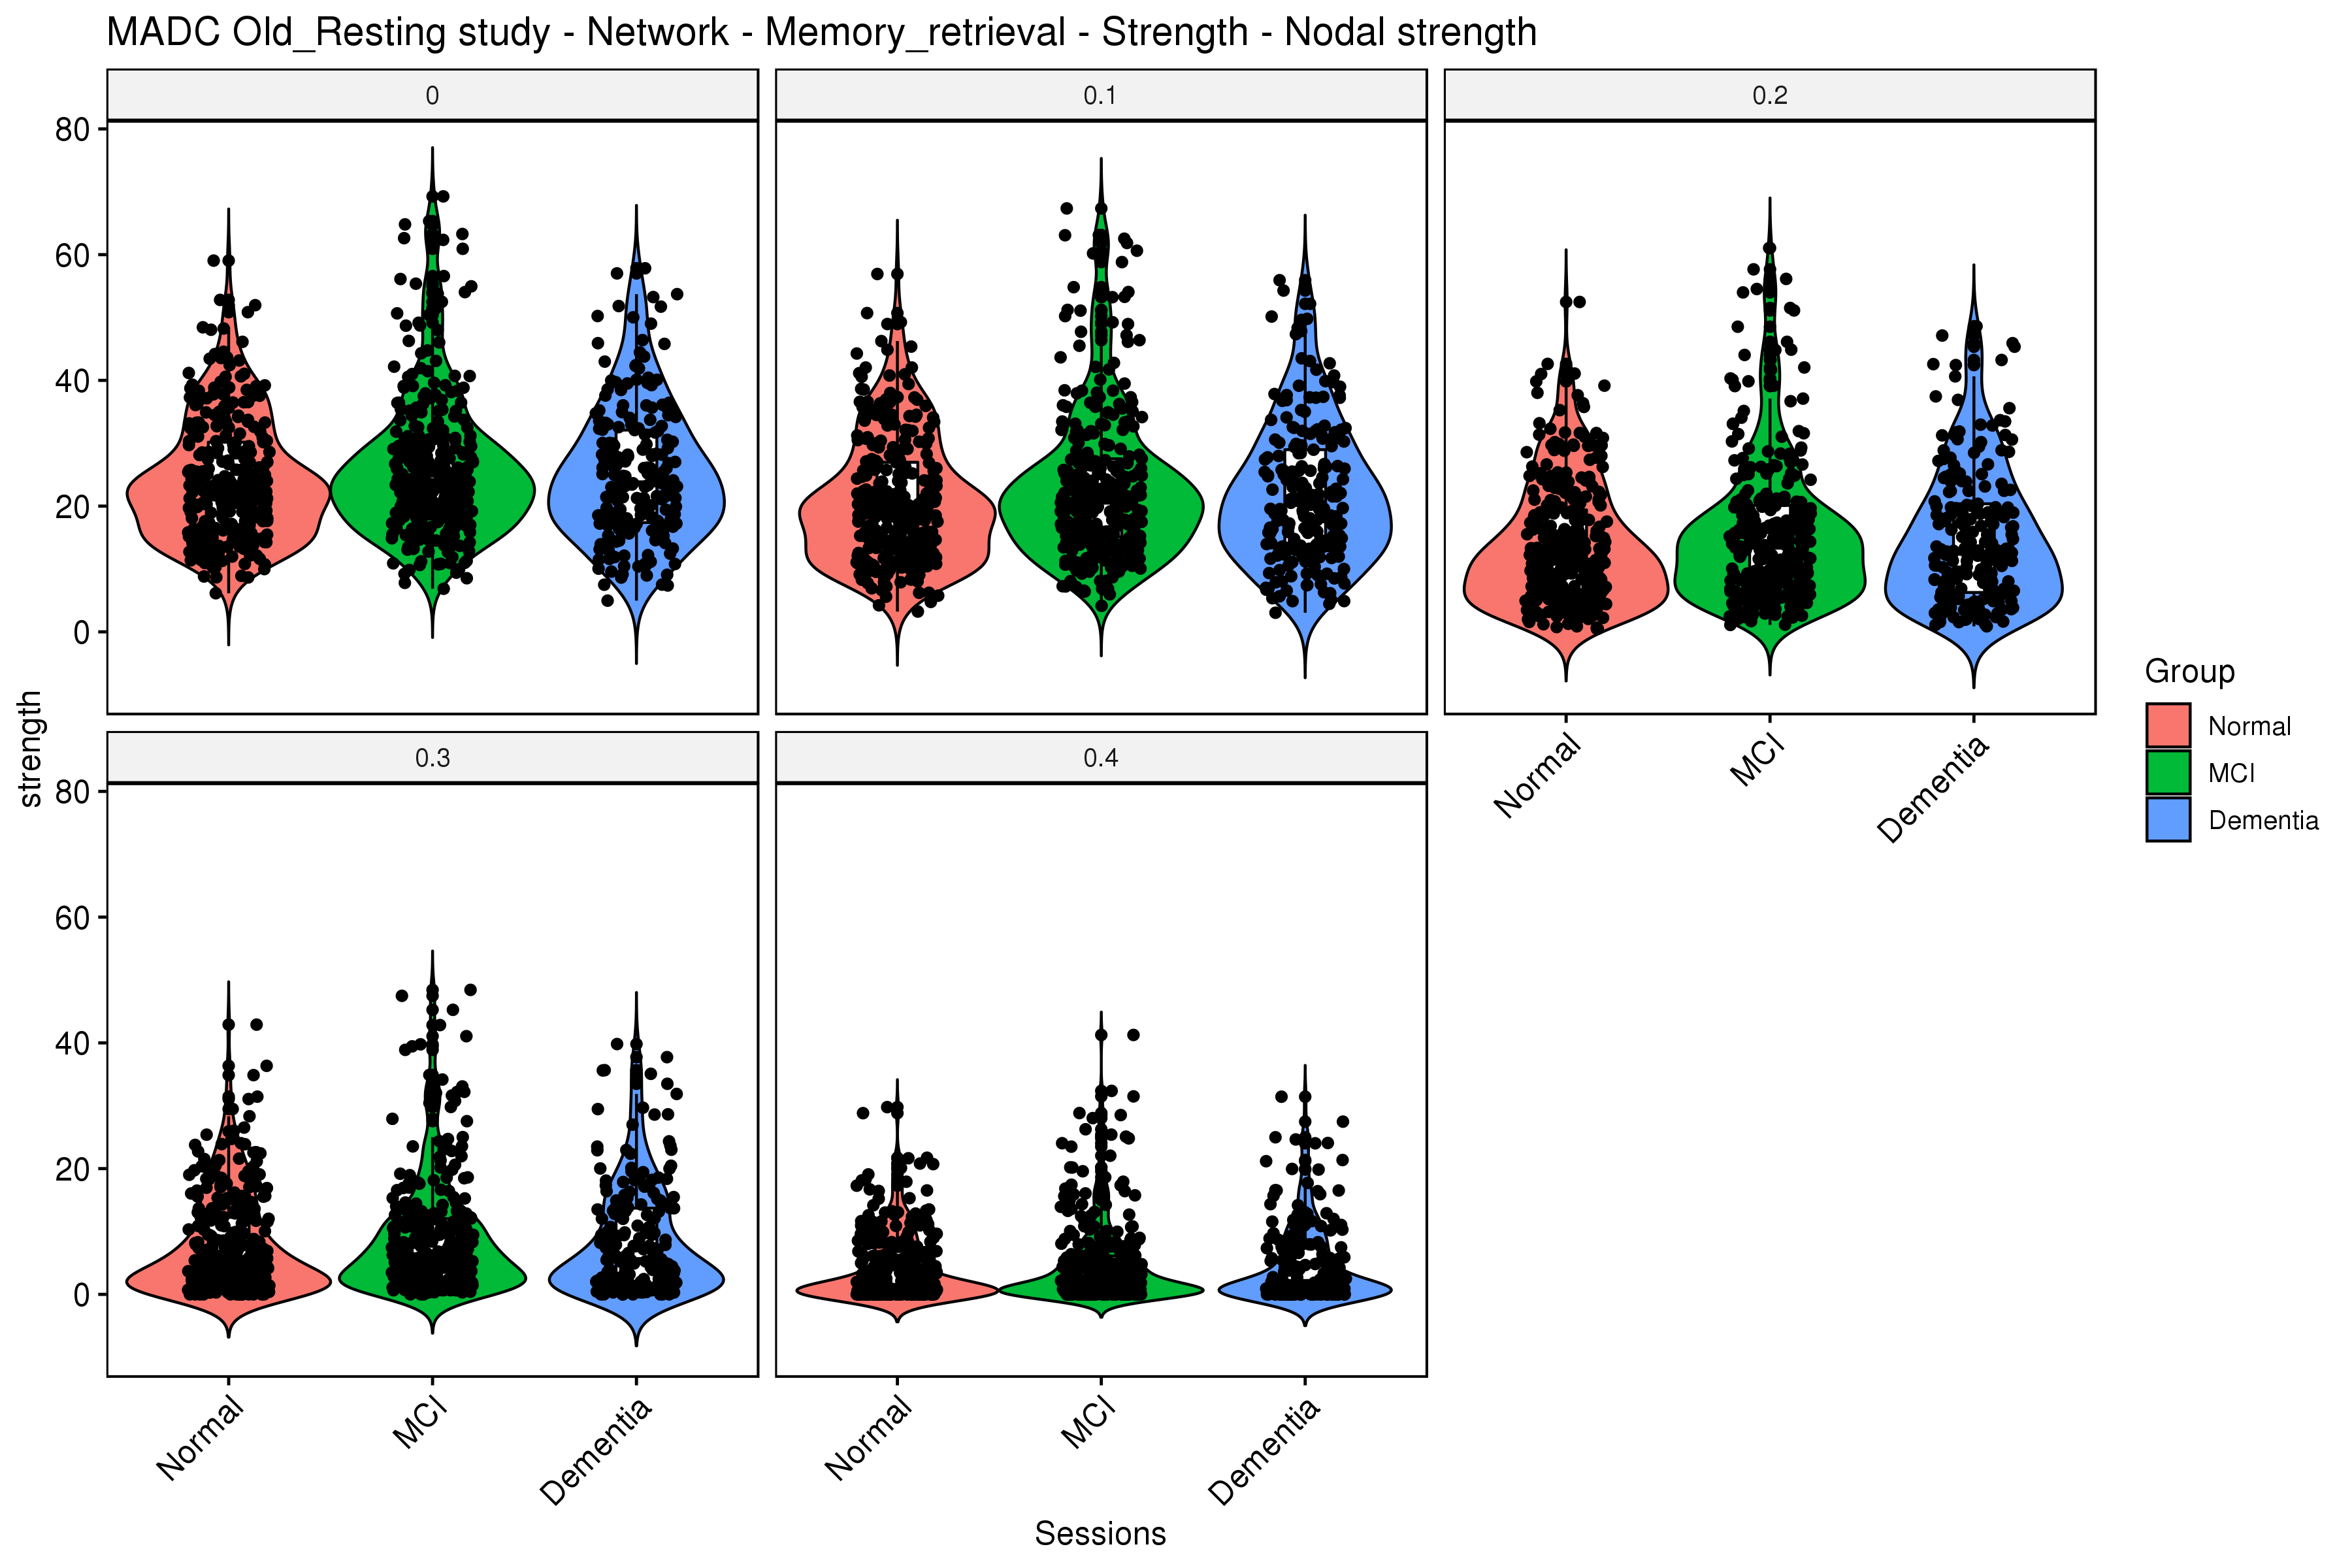 MADC Old_Resting study - Network - Memory_retrieval - Strength - Nodal strength
0
0.1
0.2
80
60
40
20
0
Normal
MCI
Dementia
strength
Group
Normal
MCI
Dementia
0.3
0.4
80
60
40
20
0
Normal
MCI
Dementia
Normal
MCI
Dementia
Sessions